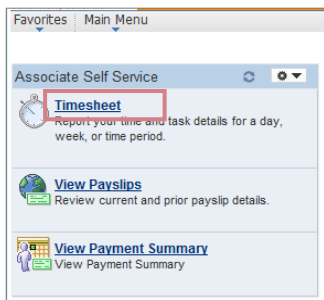 Favorites Main Menu
Associate Self Service
Timesheet
Report your time and task details for a day,
week, or time period.
View Payslips
Review current and prior payslip details.
View Payment Summary
View Payment Summary